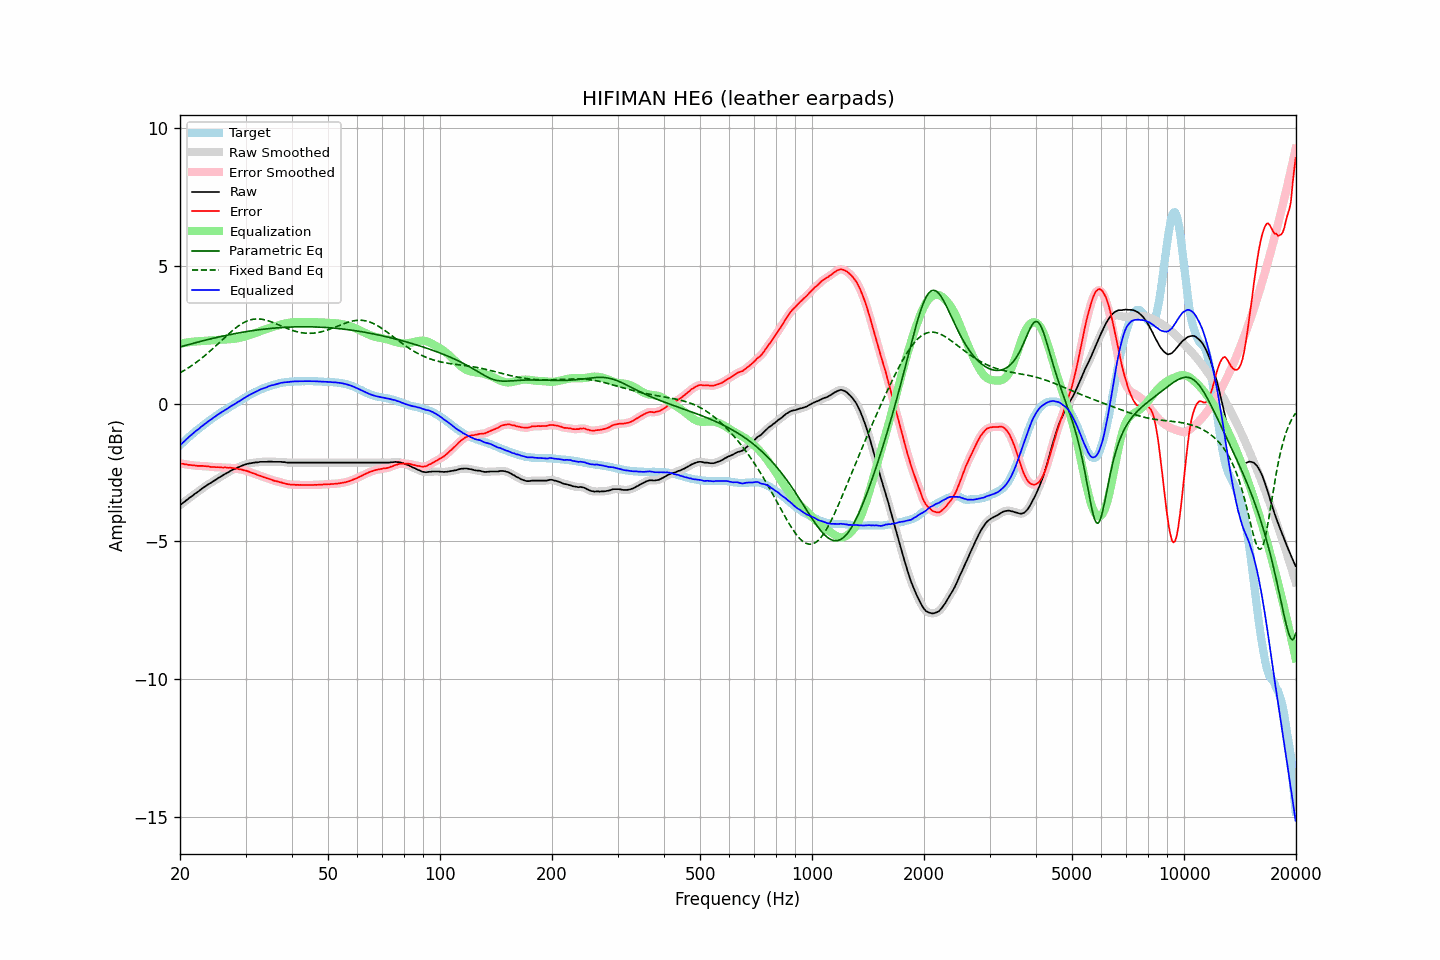 HIFIMAN HE6 (leather earpads)
10
5
0
−5
−10
−15
Amplitude (dBr)
Target
Raw Smoothed
Error Smoothed
Raw
Error
Equalization
Parametric Eq
Fixed Band Eq
Equalized
20 50 100 200 500 1000 2000 5000 10000 20000
Frequency (Hz)